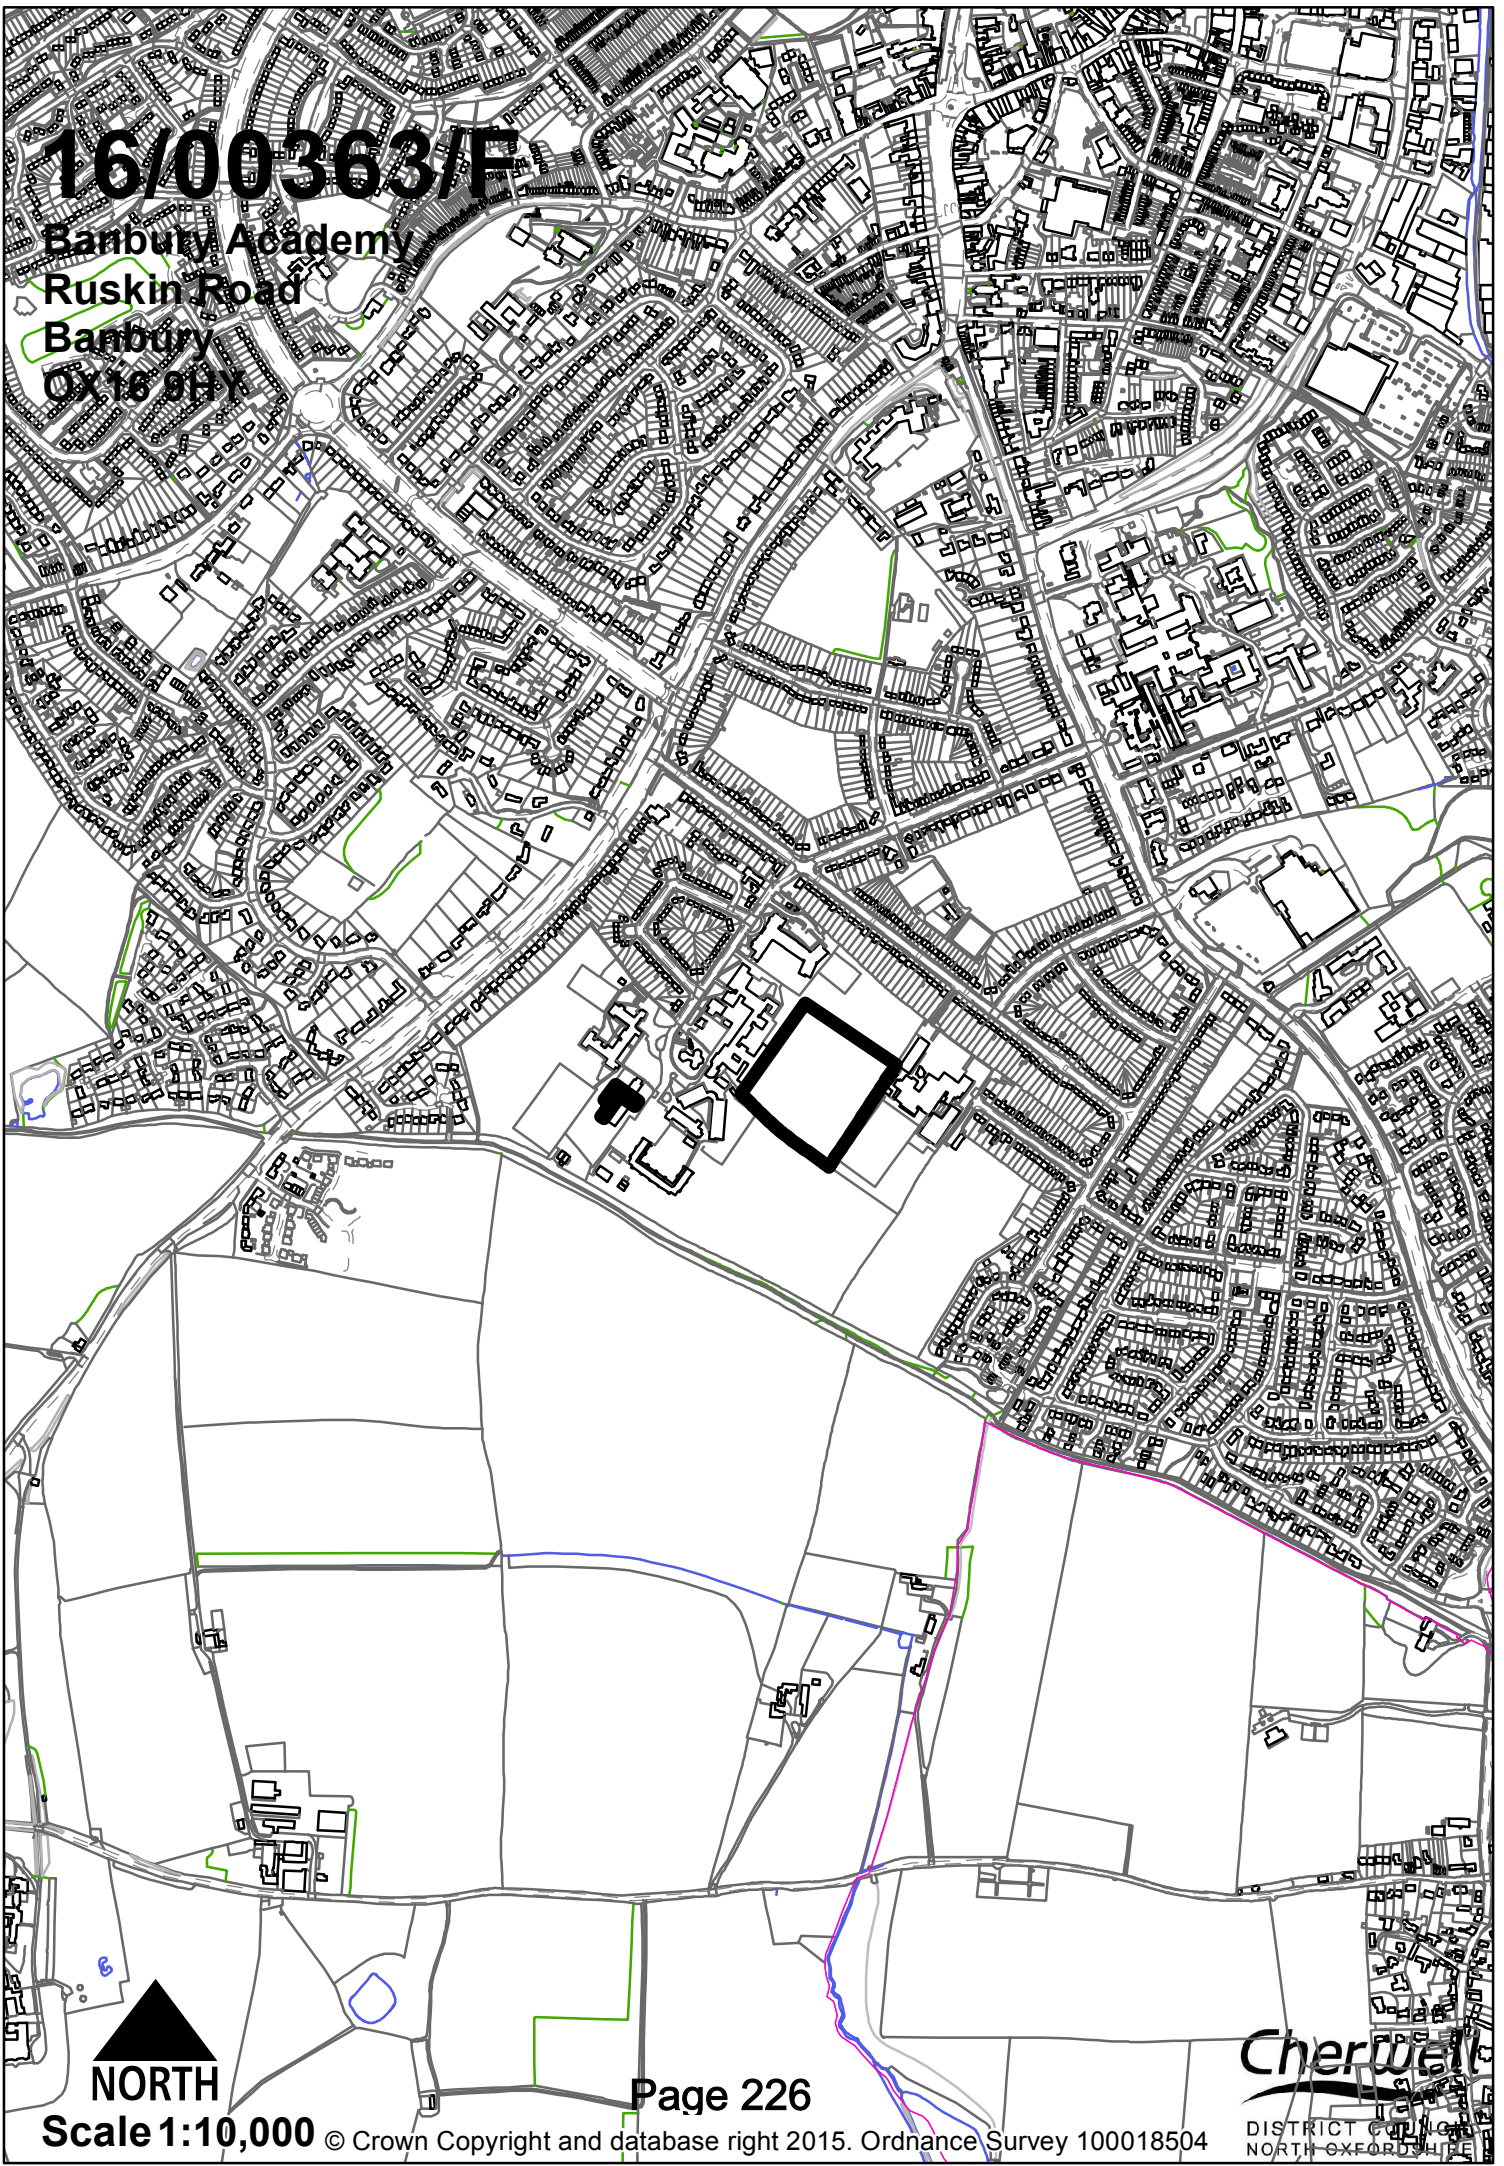 16/00363/F
Banbury Academy
Ruskin Road
Banbury
OX16 9HY
NORTH
Page 226
Scale 1:10,000 © Crown Copyright and database right 2015. Ordnance Survey 100018504
Cherwell
DISTRICT COUNCIL
NORTH OXFORDSHIRE